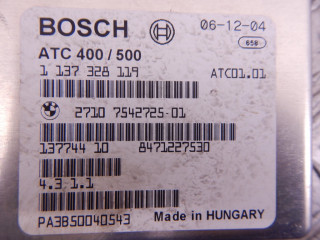 BOSCH 06-12-04
ATC 400 / 500 656
1 137 328 119 ATC01.01
2710 7542725-01
137744 10 8471227530
4.3 1.1
PA3B50040543 Made in HUNGARY